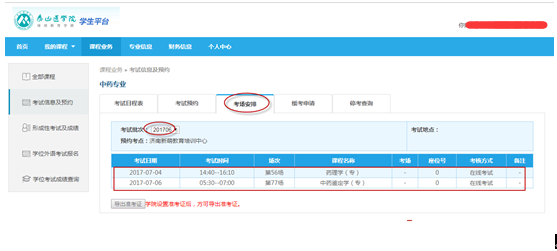 泰山医学院 学生平台
你好
首页 我的课程 课程业务 专业信息 财务信息 个人中心
全部课程
考试信息及预约
形成性考试及成绩
学位外语考试报名
学位考试成绩查询
课程业务 • 考试信息及预约
中药专业
考试日程表 考试预约 考场安排 报考申请 停考查询
考试批次: 201706 考试地点:
预约考点: 济南新萌教育培训中心
考试日期 考试时间 场次 课程名称 考场 座位号 考核方式 备注
2017-07-04 14:40--16:10 第56场 药理学(专) - 0 在线考试 -
2017-07-06 05:30--07:00 第77场 中药鉴定学(专) - 0 在线考试 -
导出准考证 学院设置准考证后,方可导出准考证。